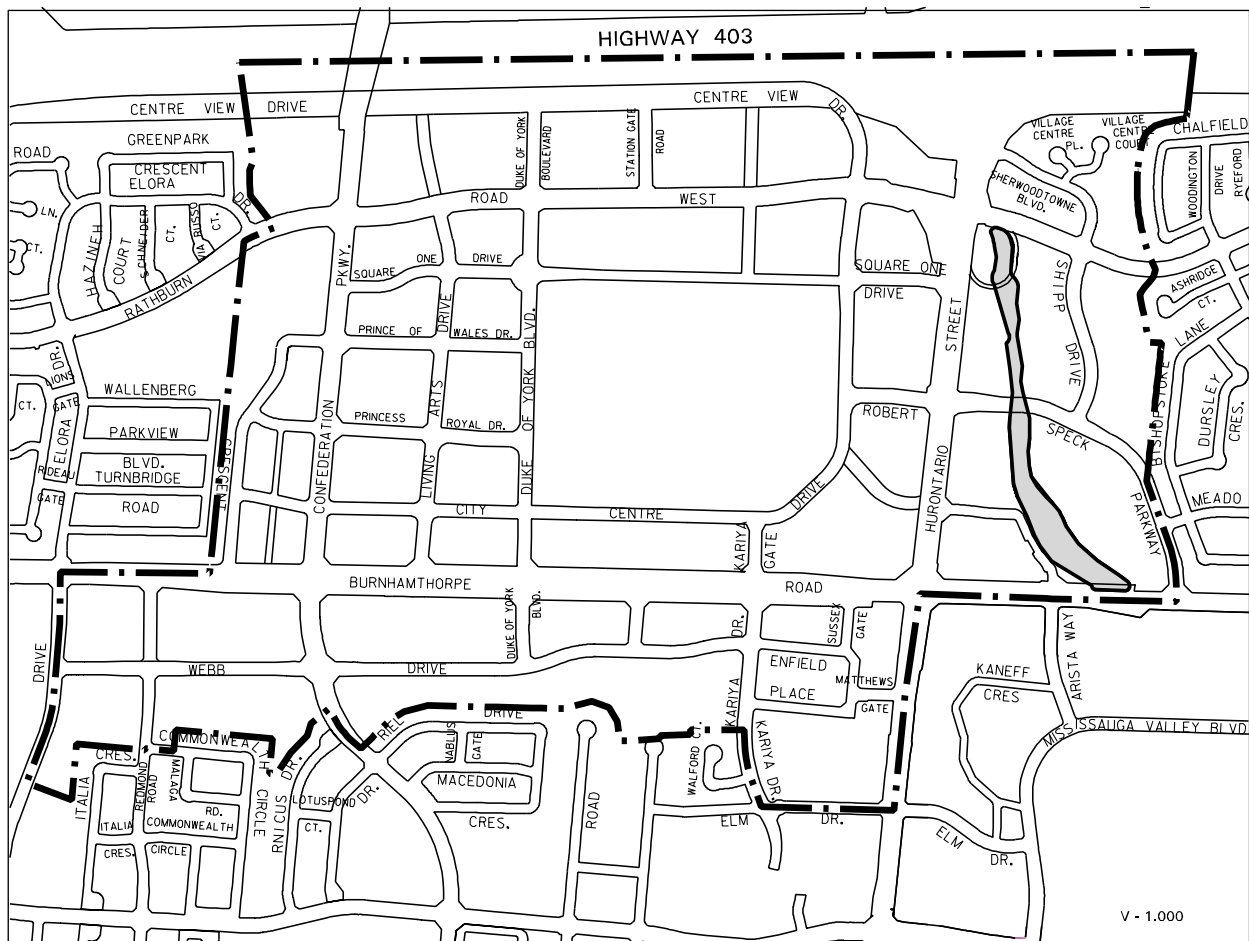 HIGHWAY 403
CENTRE VIEW DRIVE
CENTRE VIEW
DR.
GREENPARK
ROAD
CRESCENT
ELORA
DR.
DUKE OF YORK
BOULEVARD
STATION GATE
ROAD
VILLAGE
CENTRE
PL.
VILLAGE
CENTRE
COURT
CHALFIELD
WOODINGTON
DRIVE
RYEFORD
SHERWOODTOWNE
BLVD.
LN.
CT.
HAZINEH
COURT
SCHNEIDER
CT.
VIA RUSSO
CT.
RATHBURN
ROAD
WEST
PKWY.
SQUARE ONE DRIVE
SQUARE ONE
DRIVE
STREET
SHIPP
DRIVE
ASHRIDGE
CT.
LANE
BISHOPSTOKE
PRINCE OF
DRIVE
WALES DR.
DUKE OF YORK BLVD.
DR.
LIONS
GATE
WALLENBERG
CT.
ELORA
PARKVIEW
BLVD.
TURNBRIDGE
ROAD
RIDEAU
GATE
CRESCENT
CONFEDERATION
PRINCESS
ARTS
ROYAL DR.
LIVING
ROBERT
SPECK
PARKWAY
DURSLEY
CRES.
MEADO
HURONTARIO
CITY
CENTRE
DRIVE
KARIYA
GATE
BURNHAMTHORPE
ROAD
DUKE OF YORK
BLVD.
DR.
KARIYA
SUSSEX
GATE
DRIVE
WEBB
DRIVE
ENFIELD
PLACE
MATTHEWS
GATE
KANEFF
CRES
ARISTA WAY
MISSISSAUGA VALLEY BLVD
COMMONWEALTH
CIRCLE
CRES.
ITALIA
REDMOND
ROAD
MALAGA
RD.
ITALIA
COMMONWEALTH
CRES.
CIRCLE
DR.
LOTUSPOND
CT.
RIEL
DRIVE
DR.
NABLUS
GATE
MACEDONIA
CRES.
ROAD
WALFORD CT.
KARIYA DR.
ELM
DR.
ELM
DR.
V - 1.000